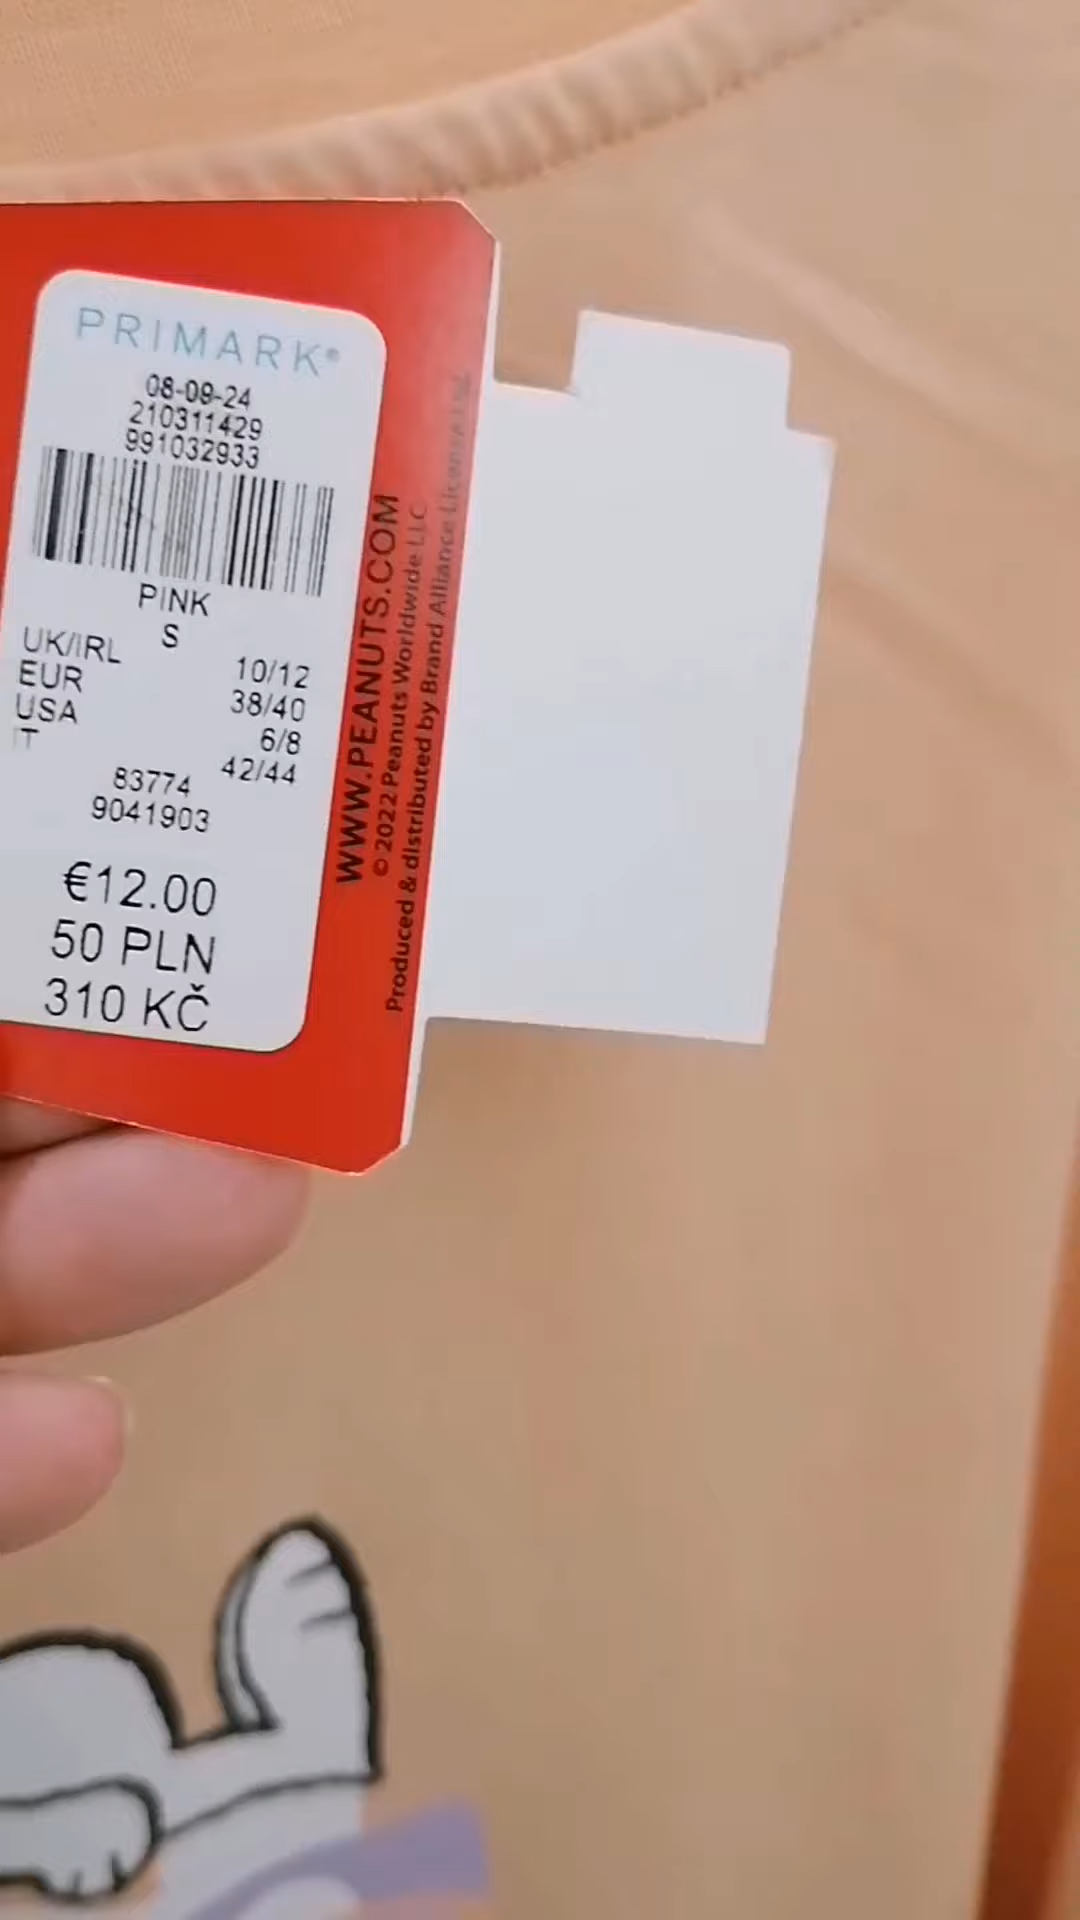 PRIMARK®
08-09-24
210311429
991032933
PINK
S
UK/IRL 10/12
EUR 38/40
USA 6/8
IT 42/44
83774
9041903
€12.00
50 PLN
310 KČ
WWW.PEANUTS.COM
© 2022 Peanuts Worldwide LLC
Produced & distributed by Brand Alliance